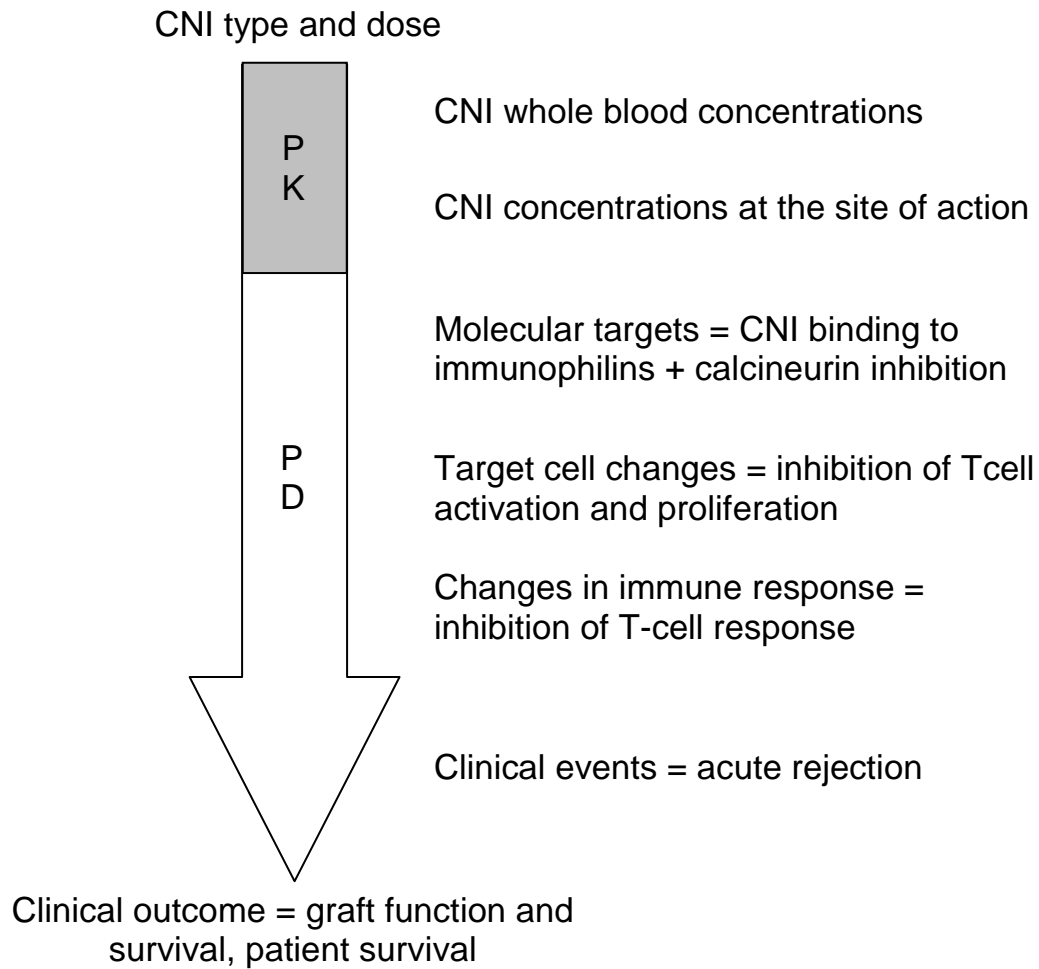 CNI type and dose
CNI whole blood concentrations
P
K
CNI concentrations at the site of action
Molecular targets = CNI binding to
immunophilins + calcineurin inhibition
P
D
Target cell changes = inhibition of Tcell
activation and proliferation
Changes in immune response =
inhibition of T-cell response
Clinical events = acute rejection
Clinical outcome = graft function and
survival, patient survival